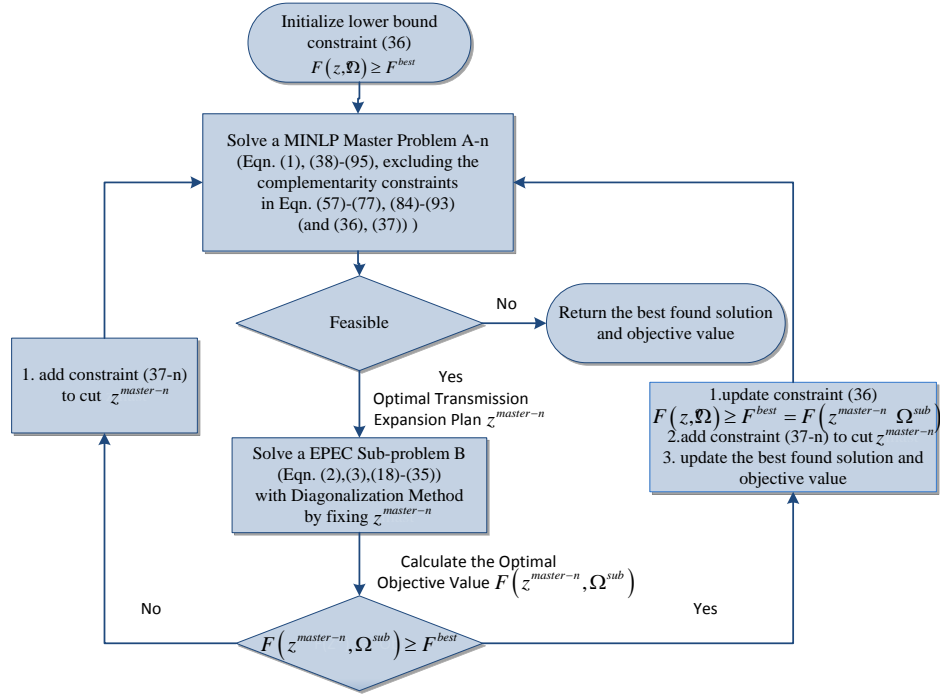 Initialize lower bound
constraint (36)
F(z,Ω) ≥ F^{best}
Solve a MINLP Master Problem A-n
(Eqn. (1), (38)-(95), excluding the
complementarity constraints
in Eqn. (57)-(77), (84)-(93)
(and (36), (37)) )
Feasible
No
Return the best found solution
and objective value
Yes
Optimal Transmission
Expansion Plan z^{master-n}
1. add constraint (37-n)
to cut z^{master-n}
1.update constraint (36)
F(z,Ω) ≥ F^{best} = F(z^{master-n} Ω^{sub})
2.add constraint (37-n) to cut z^{master-n}
3. update the best found solution and
objective value
Solve a EPEC Sub-problem B
(Eqn. (2),(3),(18)-(35))
with Diagonalization Method
by fixing z^{master-n}
Calculate the Optimal
Objective Value F(z^{master-n}, Ω^{sub})
No
Yes
F(z^{master-n}, Ω^{sub}) ≥ F^{best}